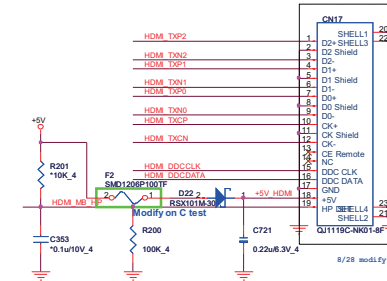 CN17
SHELL1 20
HDMI_TXP2 1 D2+ SHELL3 22
2 D2 Shield
HDMI_TXN2 3 D2-
HDMI_TXP1 4 D1+
5 D1 Shield
HDMI_TXN1 6 D1-
HDMI_TXP0 7 D0+
8 D0 Shield
HDMI_TXN0 9 D0-
HDMI_TXCP 10 CK+
11 CK Shield
HDMI_TXCN 12 CK-
13 CE Remote
14 NC
HDMI_DDCCLK 15 DDC CLK
HDMI_DDCDATA 16 DDC DATA
17 GND
+5V_HDMI 18 +5V
19 HP DET
SHELL4 23
SHELL2 21
QJ1119C-NK01-8F
+5V
R201
*10K_4
F2
SMD1206P100TF
2 1
D22 2 1
RSX101M-30
HDMI_MB_HP
Modify on C test
C353
*0.1u/10V_4
R200
100K_4
C721
0.22u/6.3V_4
8/28 modify